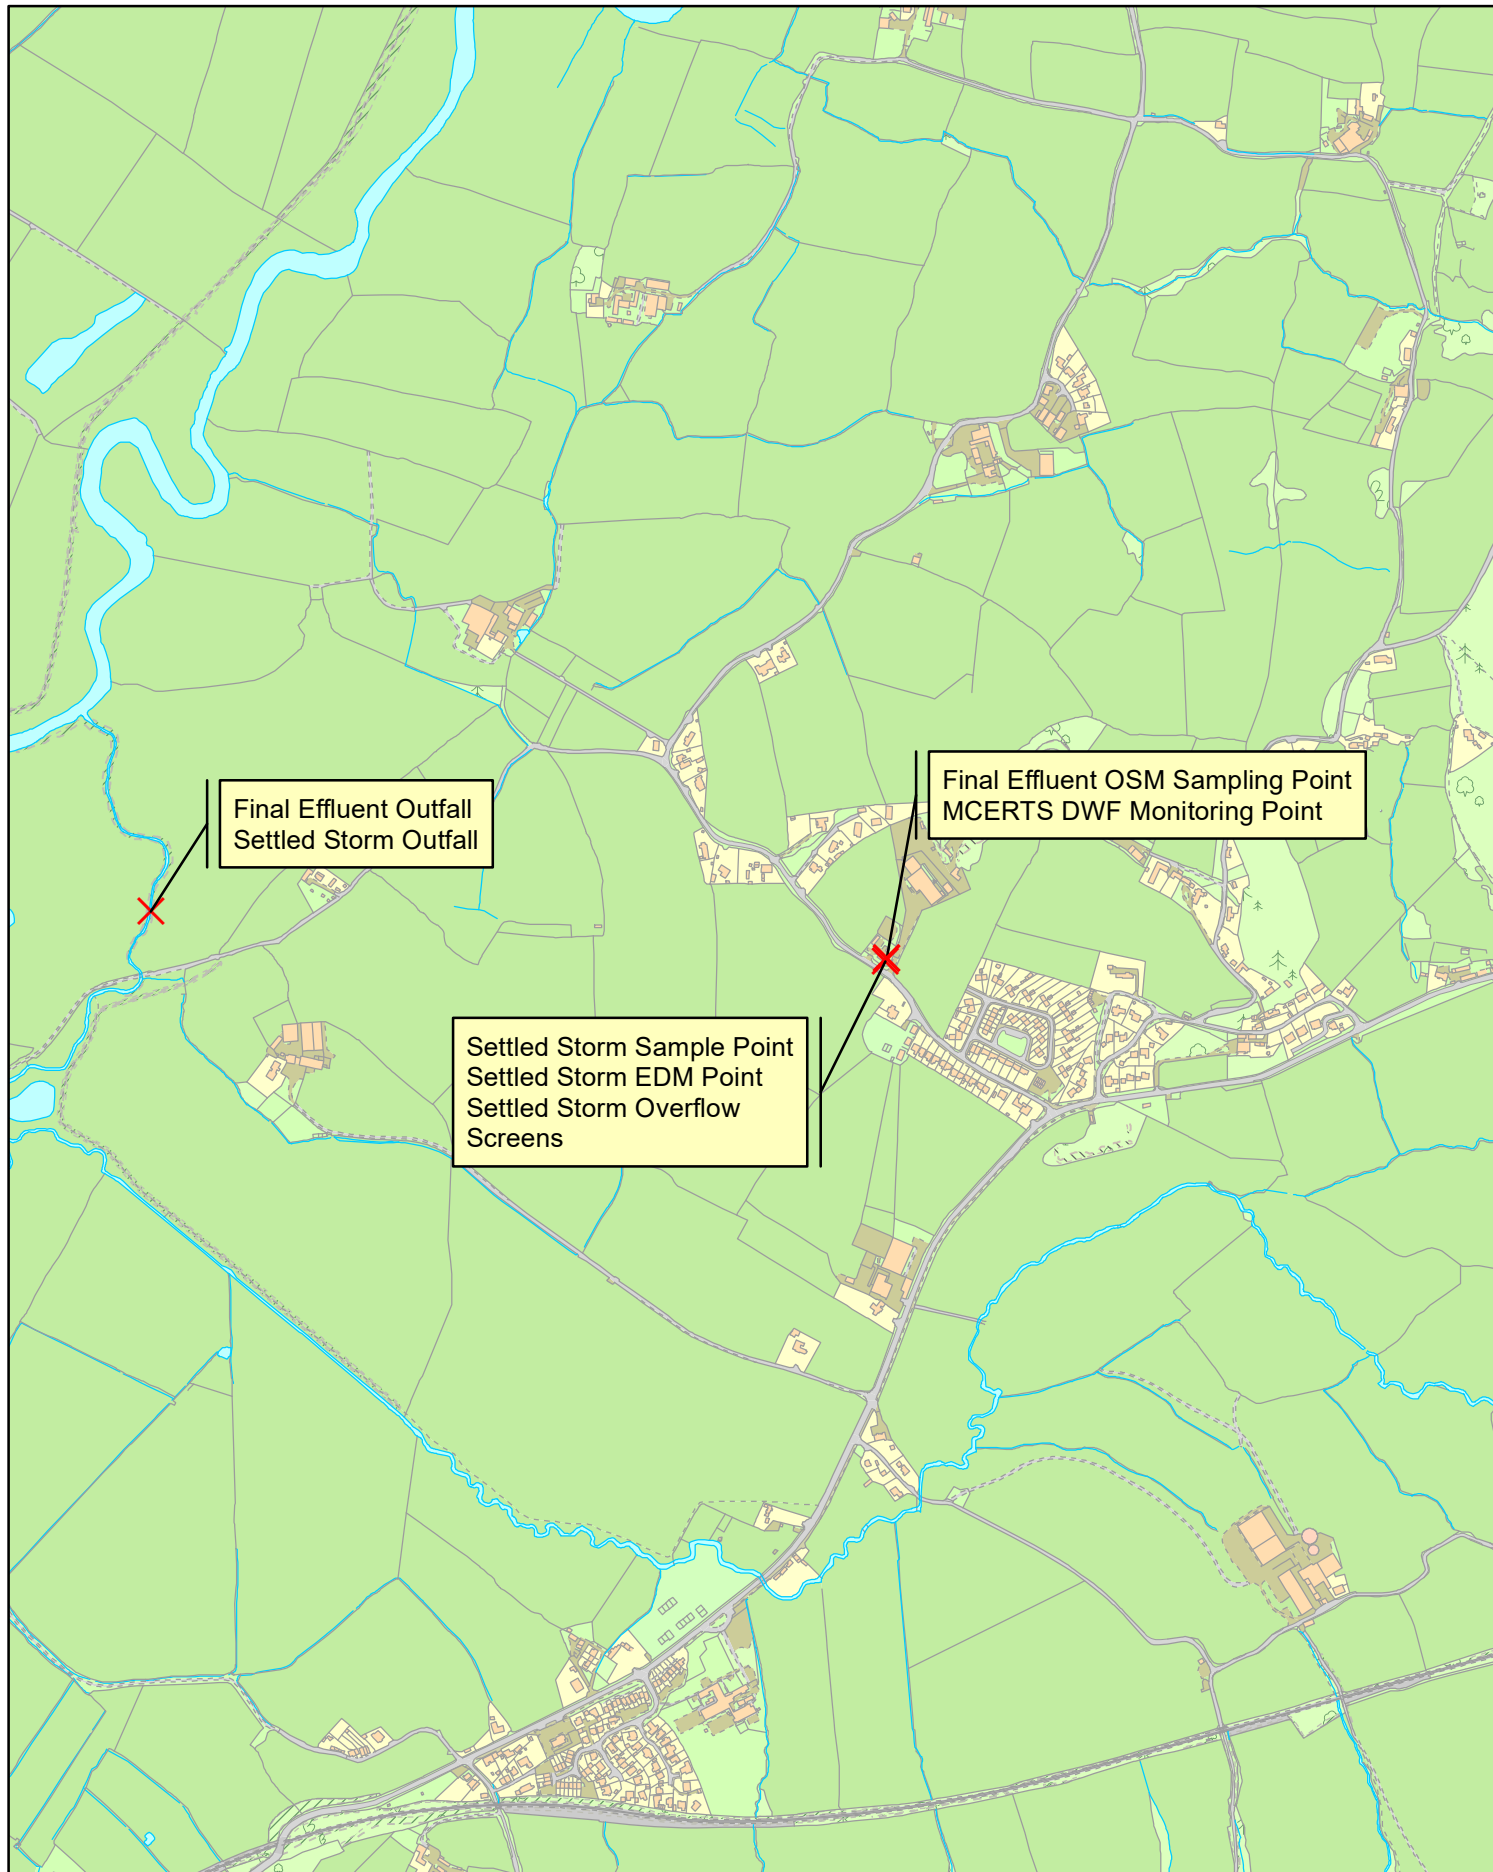 Final Effluent OSM Sampling Point
MCERTS DWF Monitoring Point
Final Effluent Outfall
Settled Storm Outfall
Settled Storm Sample Point
Settled Storm EDM Point
Settled Storm Overflow
Screens